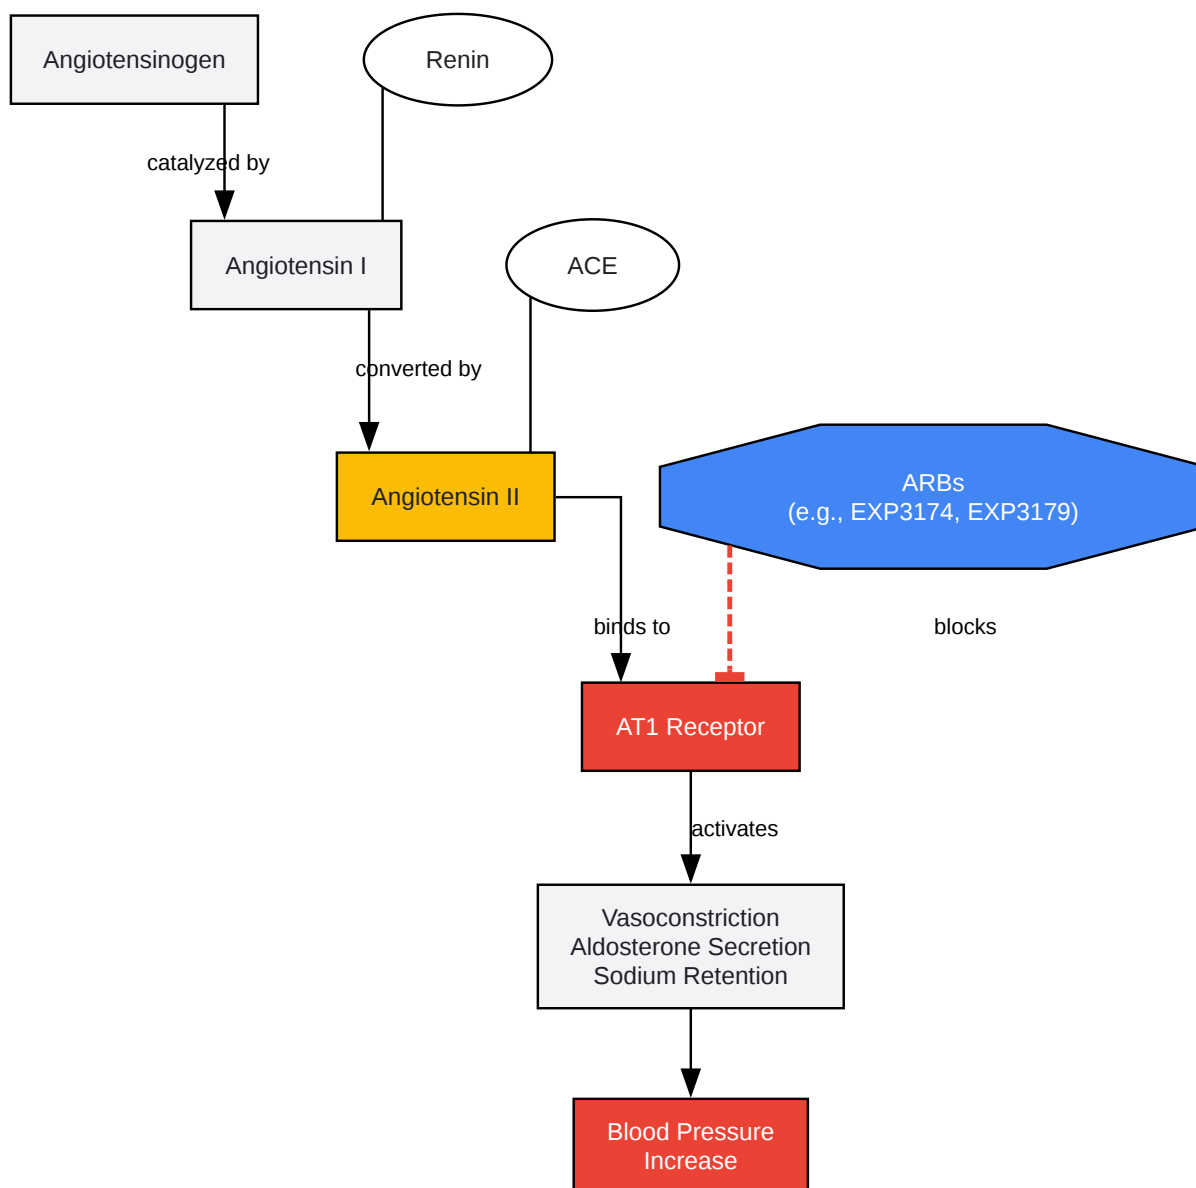 Angiotensinogen
Renin
catalyzed by
Angiotensin I
ACE
converted by
Angiotensin II
ARBs
(e.g., EXP3174, EXP3179)
binds to
blocks
AT1 Receptor
activates
Vasoconstriction
Aldosterone Secretion
Sodium Retention
Blood Pressure
Increase